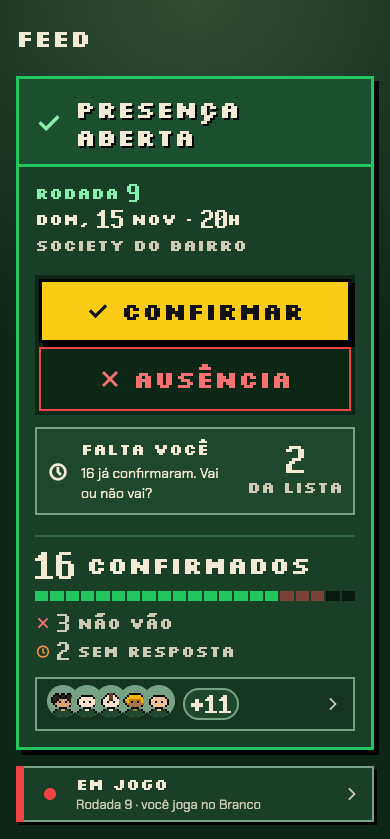 FEED
PRESENÇA
ABERTA
RODADA 9
DOM, 15 NOV · 20H
SOCIETY DO BAIRRO
CONFIRMAR
AUSÊNCIA
FALTA VOCÊ
16 já confirmaram. Vai
ou não vai?
2
DA LISTA
16 CONFIRMADOS
3 NÃO VÃO
2 SEM RESPOSTA
+11
EM JOGO
Rodada 9 · você joga no Branco